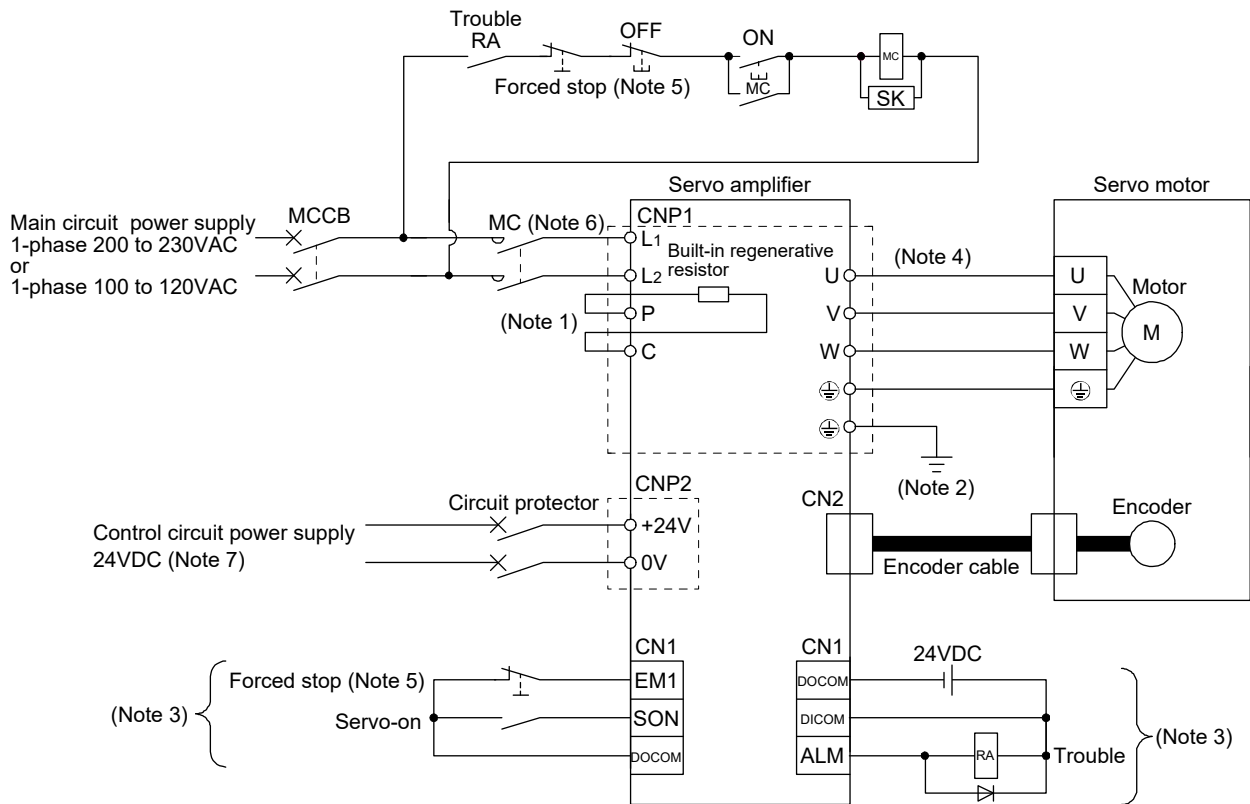 Trouble
RA
OFF
ON
MC
Forced stop (Note 5)
MC
SK
Servo amplifier
Servo motor
Main circuit power supply
1-phase 200 to 230VAC
or
1-phase 100 to 120VAC
MCCB
MC (Note 6)
CNP1
L1
L2
Built-in regenerative
resistor
P
C
(Note 1)
U
V
W
(Note 4)
U
V
W
Motor
M
(Note 2)
CNP2
Circuit protector
+24V
0V
Control circuit power supply
24VDC (Note 7)
CN2
Encoder cable
Encoder
CN1
EM1
SON
DOCOM
Forced stop (Note 5)
Servo-on
(Note 3)
CN1
DOCOM
DICOM
ALM
24VDC
RA
Trouble
(Note 3)